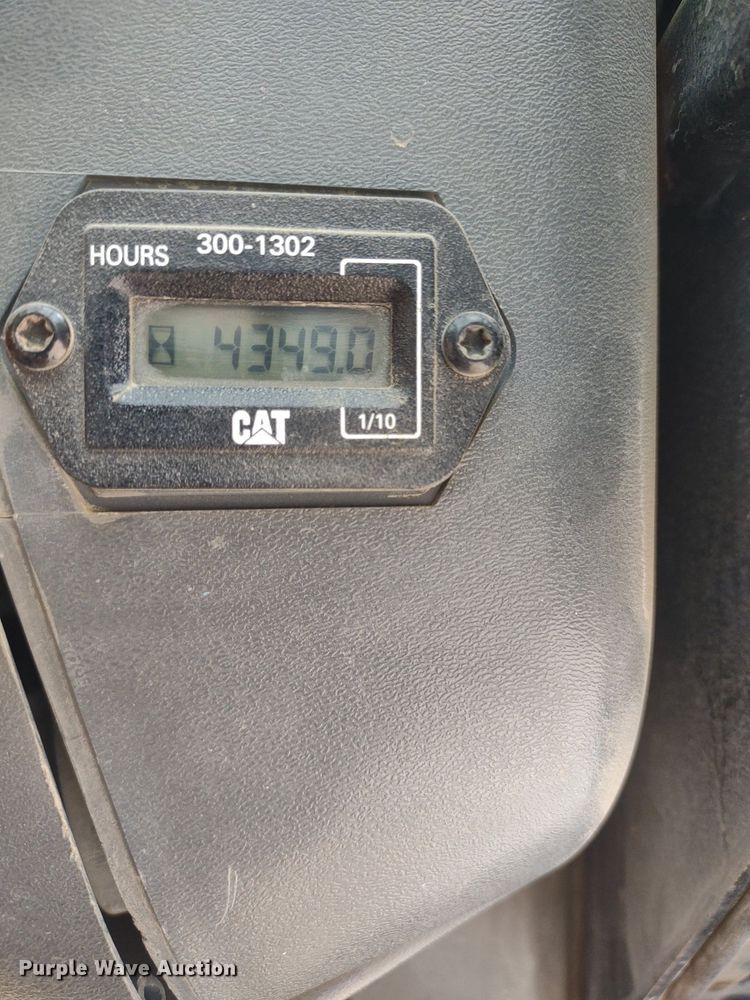 HOURS 300-1302
4349.0
CAT
1/10
Purple Wave Auction